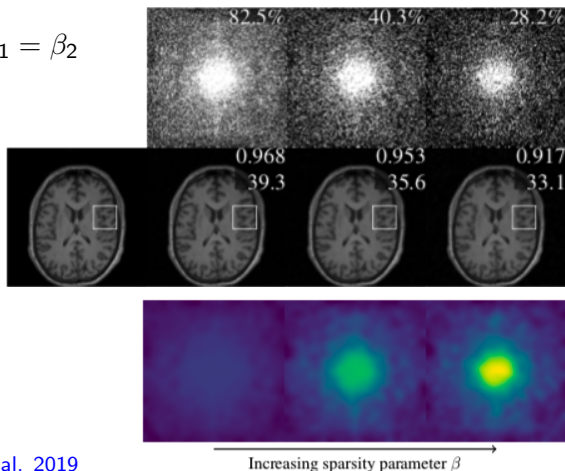 82.5% 40.3% 28.2%
₁ = β₂
0.968 0.953 0.917
39.3 35.6 33.1
al. 2019
Increasing sparsity parameter β